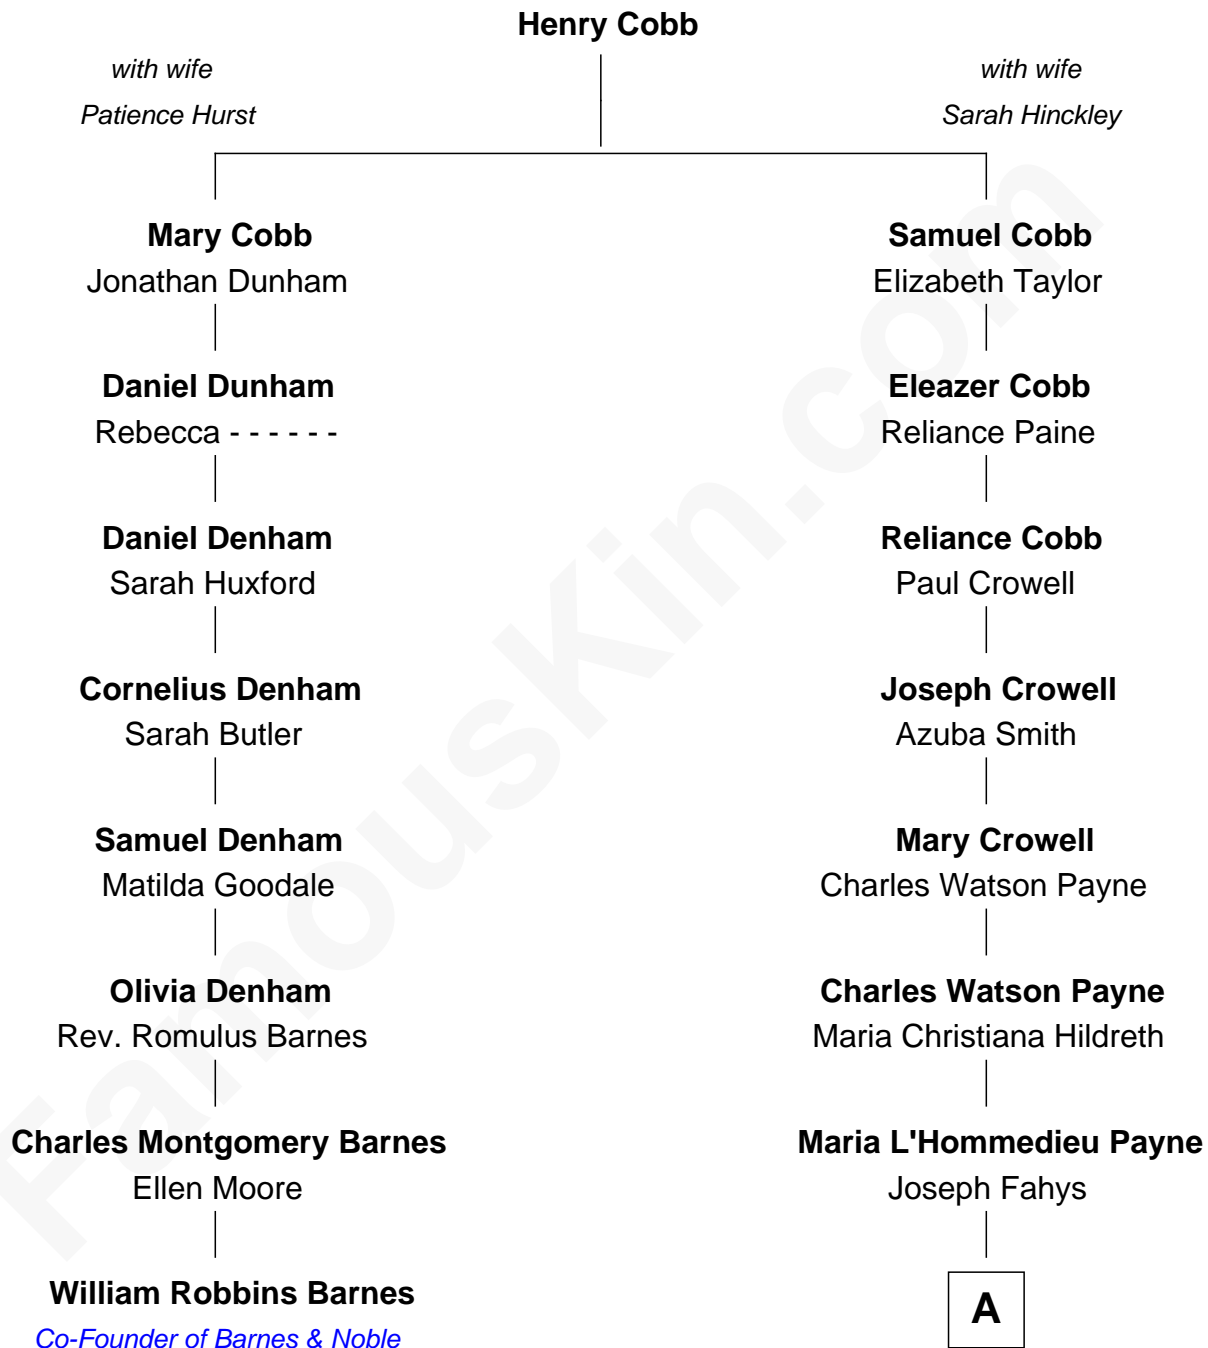 Henry Cobb
with wife
Patience Hurst
with wife
Sarah Hinckley
Mary Cobb
Jonathan Dunham
Samuel Cobb
Elizabeth Taylor
Daniel Dunham
Rebecca - - - - - -
Eleazer Cobb
Reliance Paine
Daniel Denham
Sarah Huxford
Reliance Cobb
Paul Crowell
Cornelius Denham
Sarah Butler
Joseph Crowell
Azuba Smith
Samuel Denham
Matilda Goodale
Mary Crowell
Charles Watson Payne
Olivia Denham
Rev. Romulus Barnes
Charles Watson Payne
Maria Christiana Hildreth
Charles Montgomery Barnes
Ellen Moore
Maria L'Hommedieu Payne
Joseph Fahys
William Robbins Barnes
Co-Founder of Barnes & Noble
A
FamousKin.com